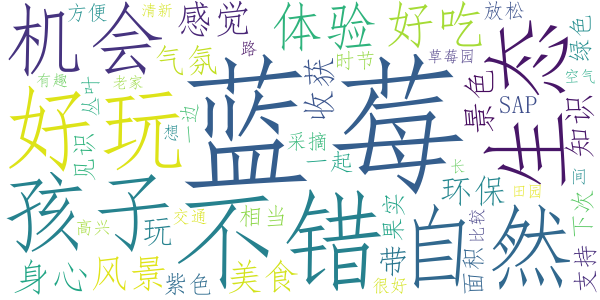 机会
方便
清新
感觉
体验
好吃
放松
绿色
气氛
路
时节
草莓园
空气
有趣
丛叶
老家
好玩
蓝莓
收获
景色
SAP
生态
知识
见识
想
一边
采摘
一起
孩子
不错
自然
环保
画
下次
高兴
玩
交通
相当
果实
带
长
田园
比较
面积
支持
身心
风景
紫色
美食
很好